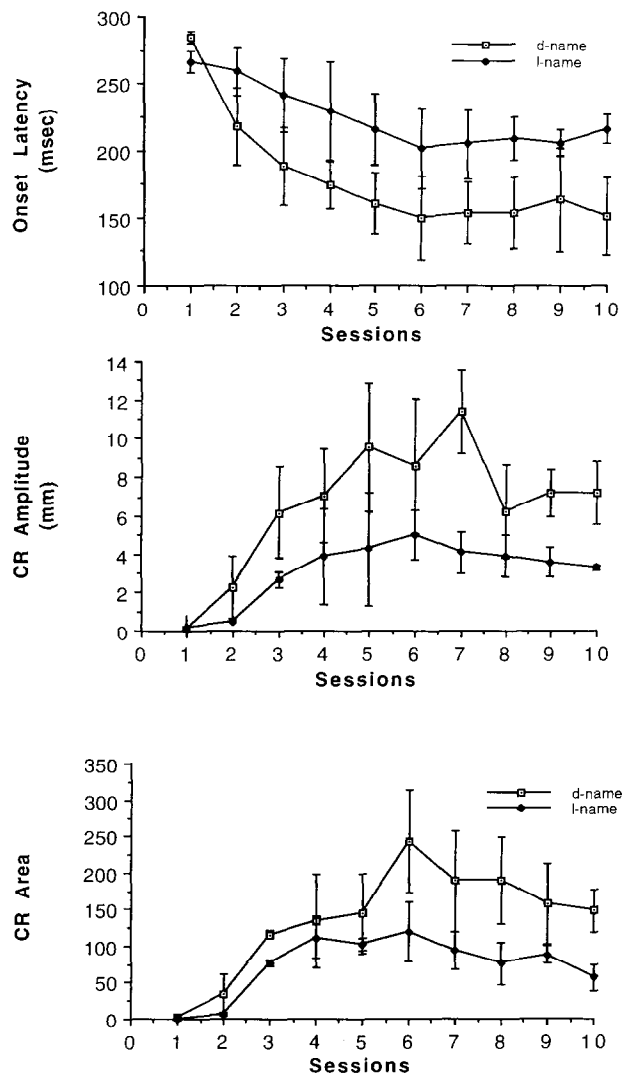 300
250
200
150
100
Onset Latency
(msec)
d-name
l-name
0 1 2 3 4 5 6 7 8 9 10
Sessions
14
12
10
8
6
4
2
0
CR Amplitude
(mm)
0 1 2 3 4 5 6 7 8 9 10
Sessions
350
300
250
200
150
100
50
0
CR Area
d-name
l-name
0 1 2 3 4 5 6 7 8 9 10
Sessions